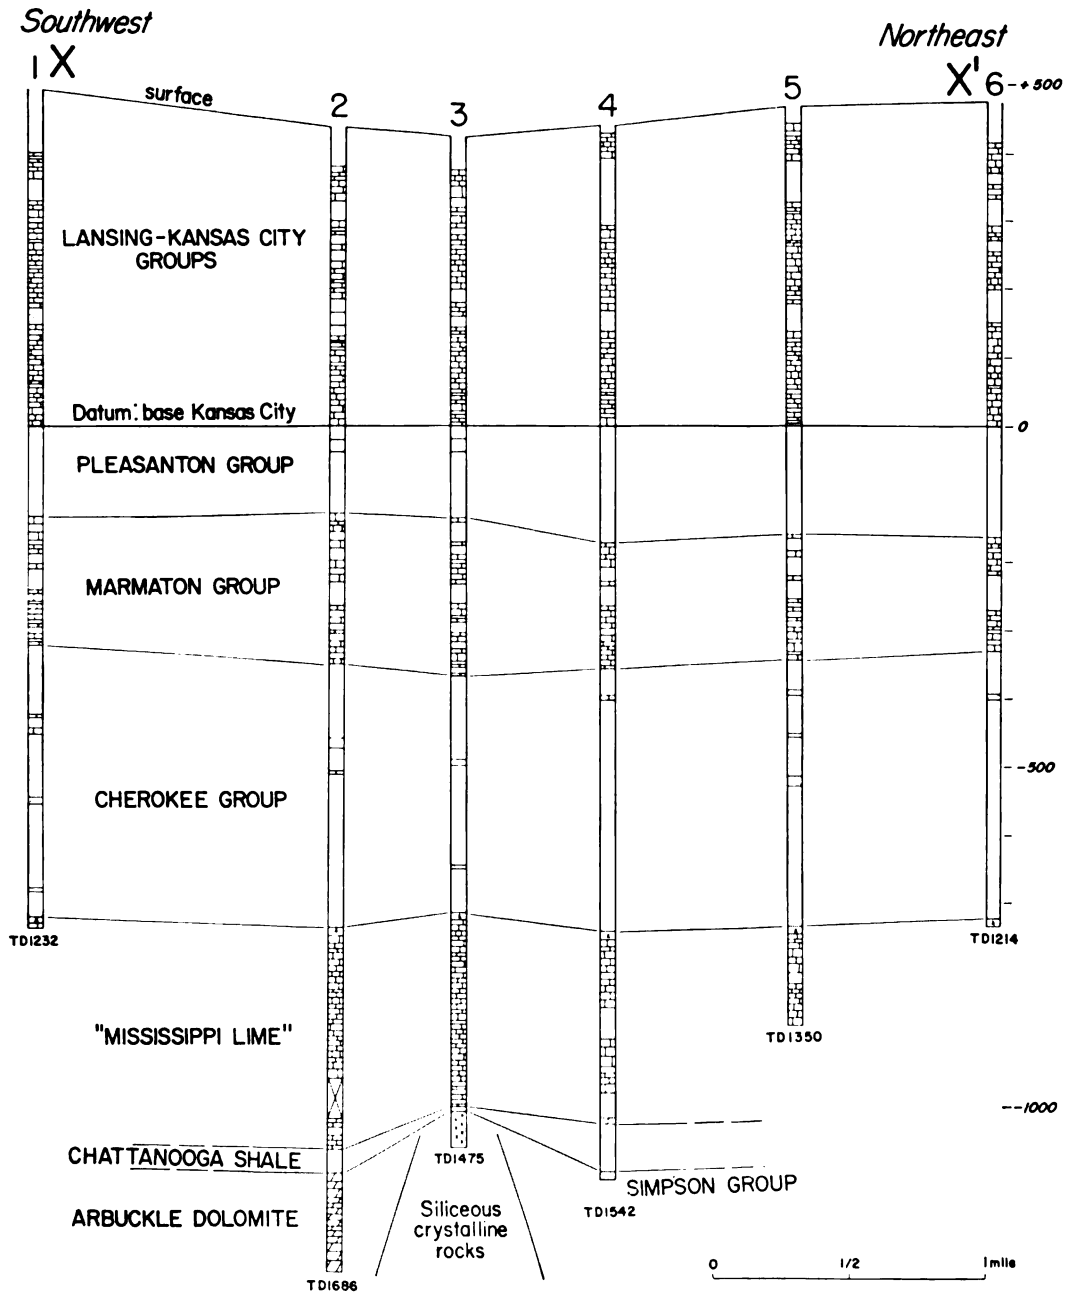 Southwest
Northeast
1 X
X' 6
+500
surface
2
3
4
5
LANSING-KANSAS CITY
GROUPS
Datum: base Kansas City
0
PLEASANTON GROUP
MARMATON GROUP
-500
CHEROKEE GROUP
TD1232
TD1214
"MISSISSIPPI LIME"
TD1350
-1000
CHATTANOOGA SHALE
TD1475
SIMPSON GROUP
ARBUCKLE DOLOMITE
Siliceous
crystalline
rocks
TD1542
TD1686
0 1/2 1 mile